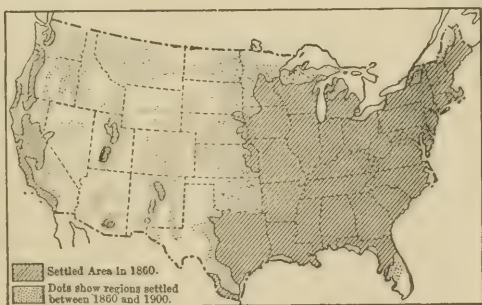 Settled Area in 1860.
Dots show regions settled
between 1860 and 1900.